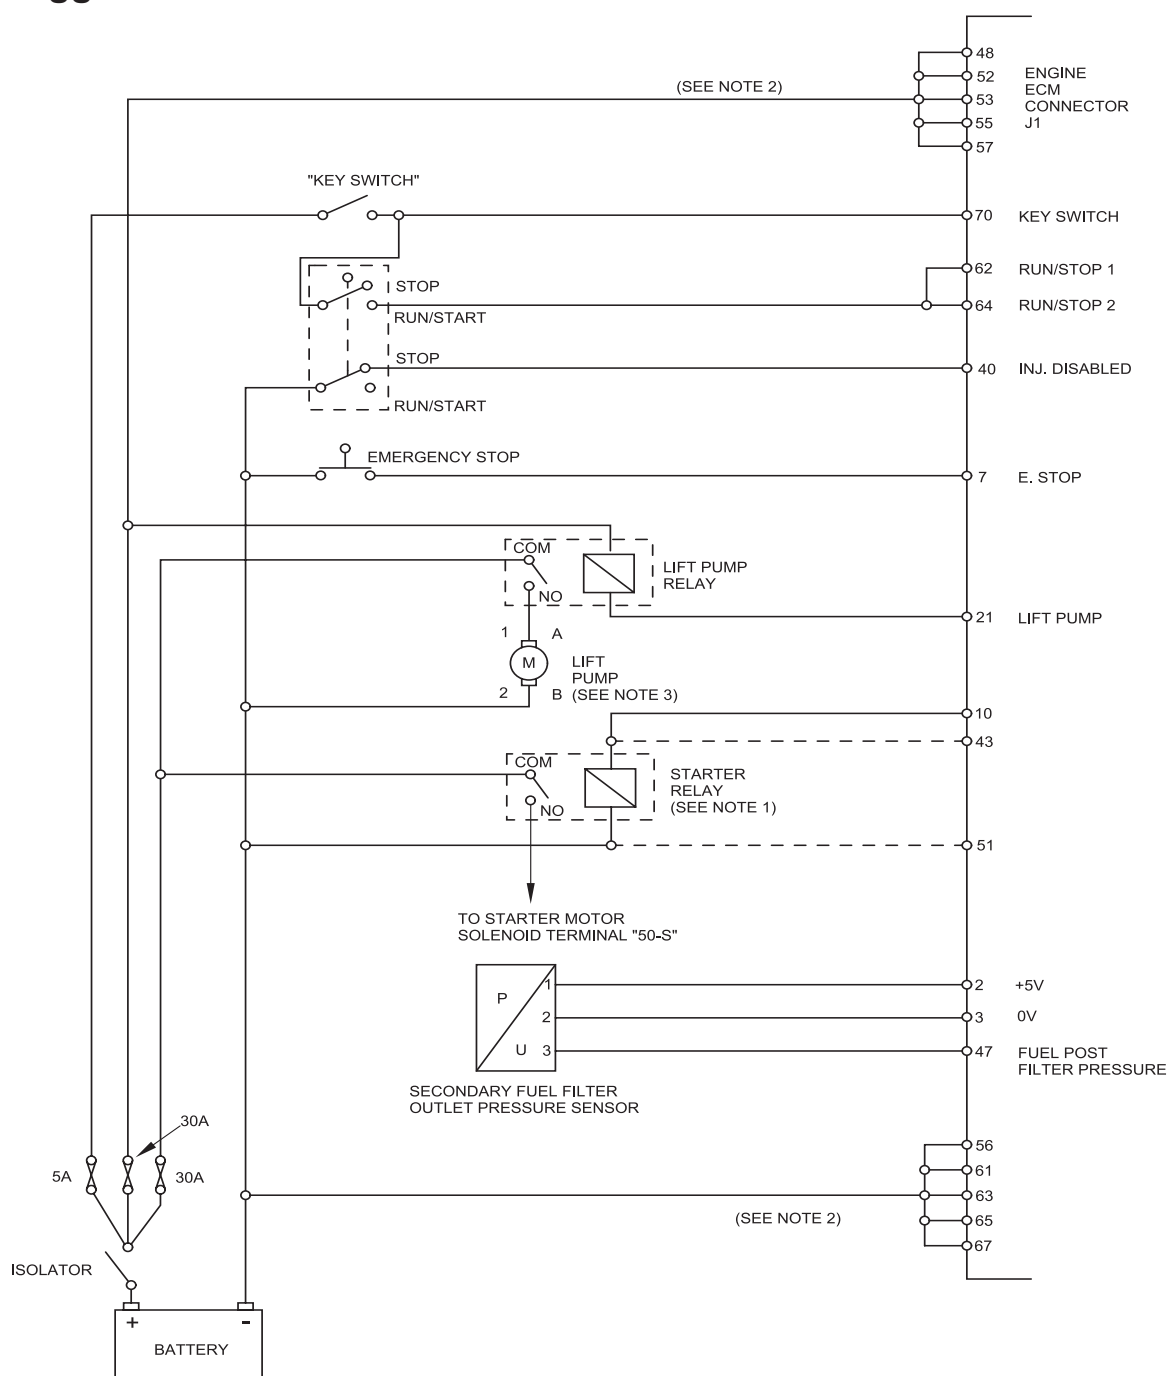 48
52
53
55
57
ENGINE
ECM
CONNECTOR
J1
(SEE NOTE 2)
"KEY SWITCH"
70 KEY SWITCH
62 RUN/STOP 1
STOP
64 RUN/STOP 2
RUN/START
STOP
40 INJ. DISABLED
RUN/START
EMERGENCY STOP
7 E. STOP
COM
NO
LIFT PUMP
RELAY
21 LIFT PUMP
1 A
M
2 B
LIFT
PUMP
(SEE NOTE 3)
10
43
COM
NO
STARTER
RELAY
(SEE NOTE 1)
51
TO STARTER MOTOR
SOLENOID TERMINAL "50-S"
P
U
1
2
3
2 +5V
3 0V
47 FUEL POST
FILTER PRESSURE
SECONDARY FUEL FILTER
OUTLET PRESSURE SENSOR
30A
5A
30A
56
61
63
65
67
(SEE NOTE 2)
ISOLATOR
+ -
BATTERY